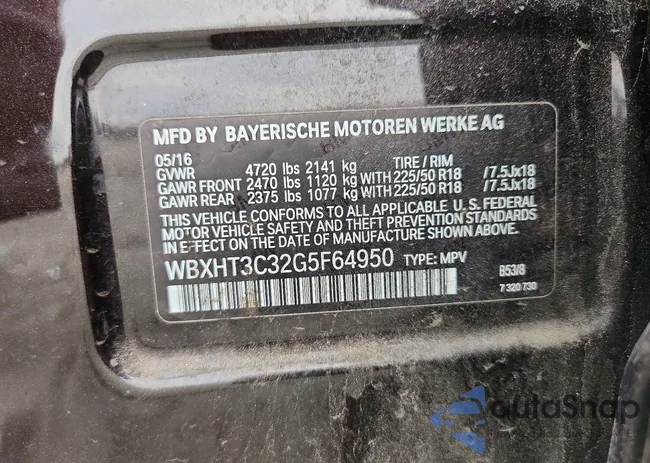 MFD BY BAYERISCHE MOTOREN WERKE AG
05/16
GVWR 4720 lbs 2141 kg TIRE / RIM
GAWR FRONT 2470 lbs 1120 kg WITH 225/50 R18 /7.5Jx18
GAWR REAR 2375 lbs 1077 kg WITH 225/50 R18 /7.5Jx18
THIS VEHICLE CONFORMS TO ALL APPLICABLE U.S. FEDERAL
MOTOR VEHICLE SAFETY AND THEFT PREVENTION STANDARDS
IN EFFECT ON THE DATE OF MANUFACTURE SHOWN ABOVE.
WBXHT3C32G5F64950 TYPE: MPV
B53/8
7 320 730
autoSnap